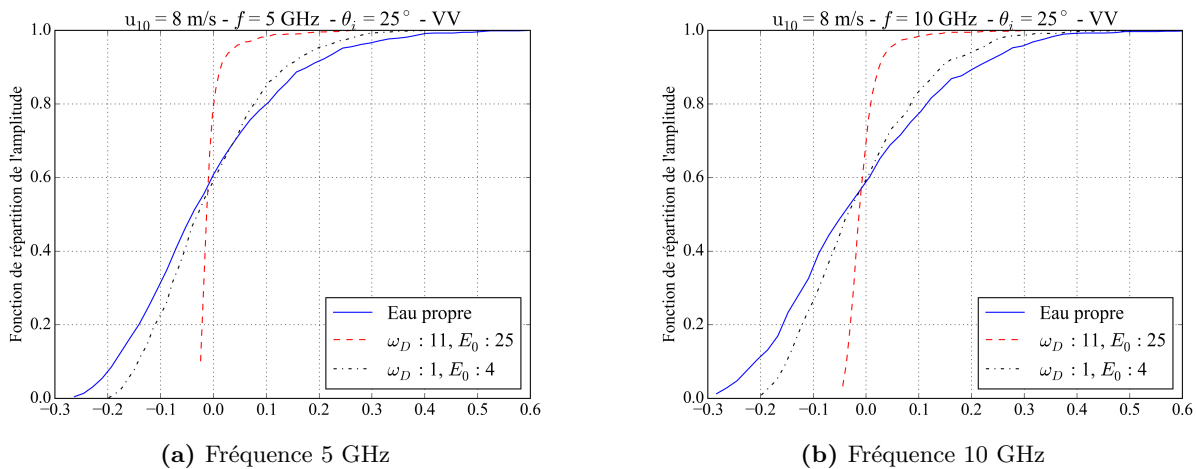 u10 = 8 m/s - f = 5 GHz - θi = 25° - VV
Fonction de répartition de l'amplitude
1.0
0.8
0.6
0.4
0.2
0.0
−0.3 −0.2 −0.1 0.0 0.1 0.2 0.3 0.4 0.5 0.6
Eau propre
ωD : 11, E0 : 25
ωD : 1, E0 : 4
(a) Fréquence 5 GHz
u10 = 8 m/s - f = 10 GHz - θi = 25° - VV
Fonction de répartition de l'amplitude
1.0
0.8
0.6
0.4
0.2
0.0
−0.3 −0.2 −0.1 0.0 0.1 0.2 0.3 0.4 0.5 0.6
Eau propre
ωD : 11, E0 : 25
ωD : 1, E0 : 4
(b) Fréquence 10 GHz